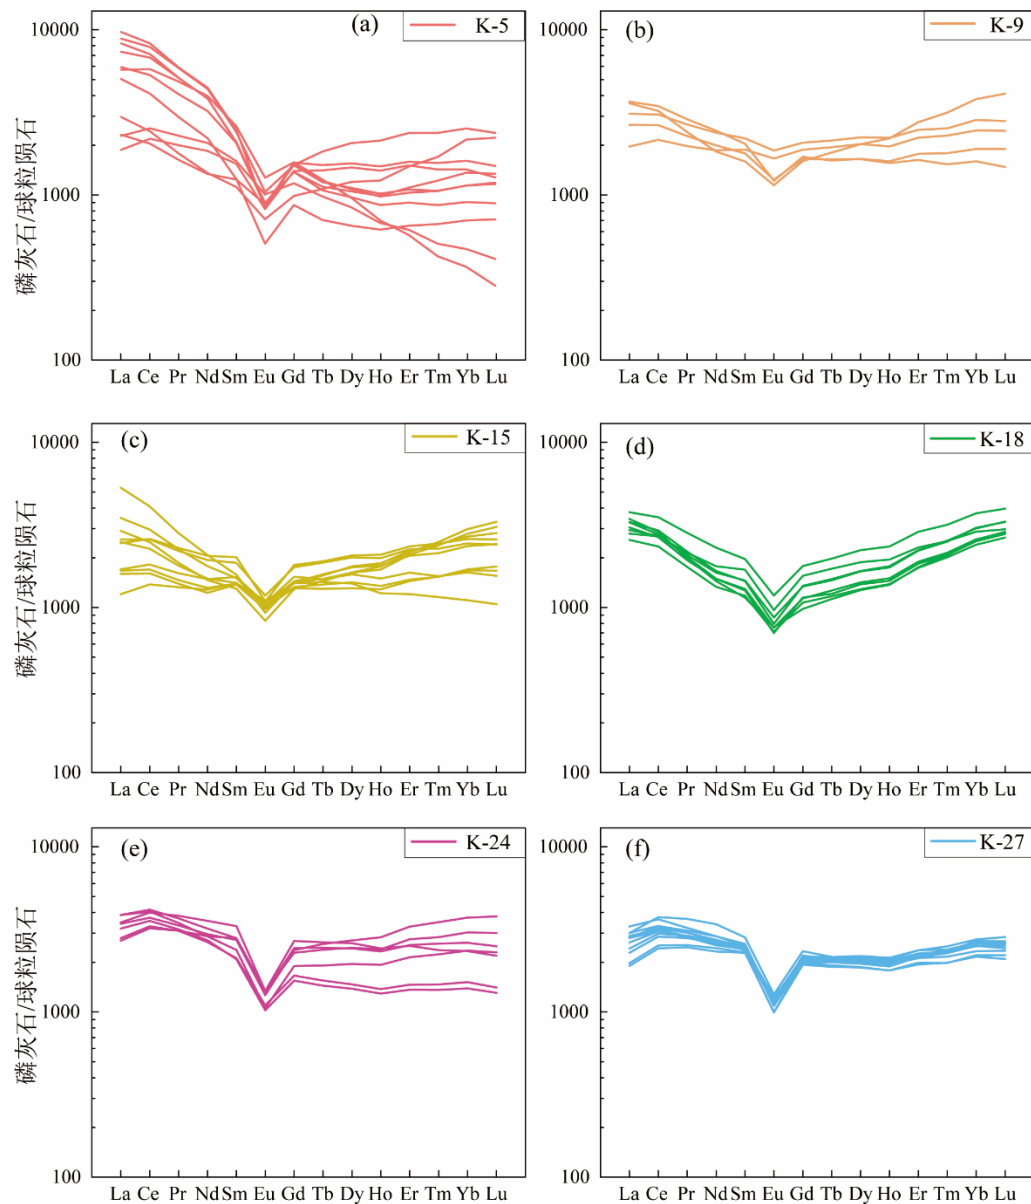 (a) K-5
(b) K-9
10000
1000
100
磷灰石/球粒陨石
La Ce Pr Nd Sm Eu Gd Tb Dy Ho Er Tm Yb Lu
La Ce Pr Nd Sm Eu Gd Tb Dy Ho Er Tm Yb Lu
(c) K-15
(d) K-18
10000
1000
100
磷灰石/球粒陨石
La Ce Pr Nd Sm Eu Gd Tb Dy Ho Er Tm Yb Lu
La Ce Pr Nd Sm Eu Gd Tb Dy Ho Er Tm Yb Lu
(e) K-24
(f) K-27
10000
1000
100
磷灰石/球粒陨石
La Ce Pr Nd Sm Eu Gd Tb Dy Ho Er Tm Yb Lu
La Ce Pr Nd Sm Eu Gd Tb Dy Ho Er Tm Yb Lu
10000
1000
100
10000
1000
100
10000
1000
100